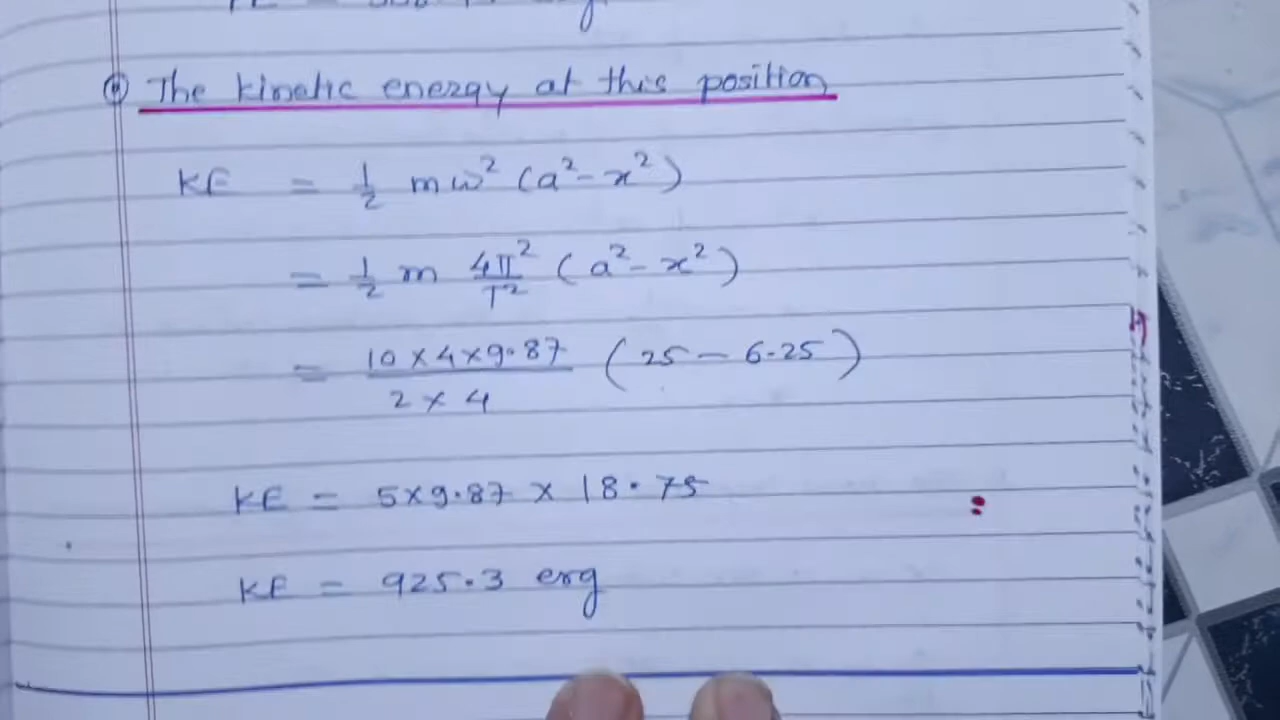 The kinetic energy at this position
KE = 1/2 mω² (a² - x²)
= 1/2 m 4π²/T² (a² - x²)
= 10 × 4 × 9.87 / 2 × 4 (25 - 6.25)
KE = 5 × 9.87 × 18.75
KE = 925.3 erg